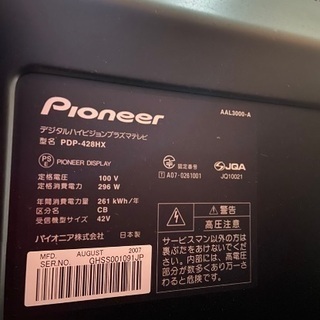 Pioneer
AAL3000-A
デジタルハイビジョンプラズマテレビ
型名 PDP-428HX
PS E PIONEER DISPLAY
認定番号
T A07-0261001
JQA
JQ10021
定格電圧 100 V
定格消費電力 296 W
年間消費電力量 261 kWh/年
区分名 CB
受信機型サイズ 42V
パイオニア株式会社 日本製
MFD. AUGUST 2007
SER.NO. GHSS001091JP
警告
高圧注意
サービスマン以外の方は
裏ぶたをあけないでくだ
さい。内部には、高電圧
部分が数多くあり、万一
さわると危険です。